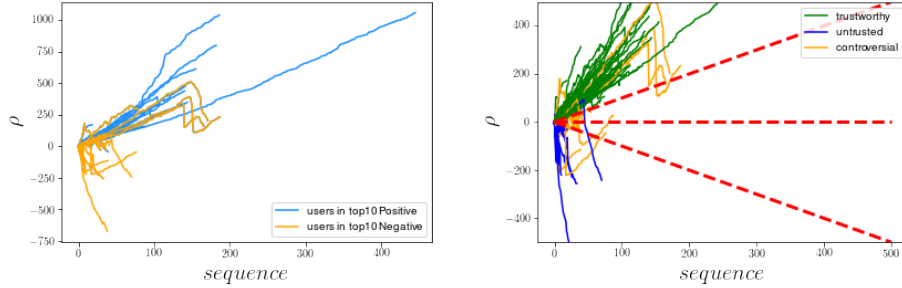 1000
750
500
250
0
-250
-500
-750
ρ
0
100
200
300
400
sequence
users in top10 Positive
users in top10 Negative
400
200
0
-200
-400
ρ
0
100
200
300
400
500
sequence
trustworthy
untrusted
controversial